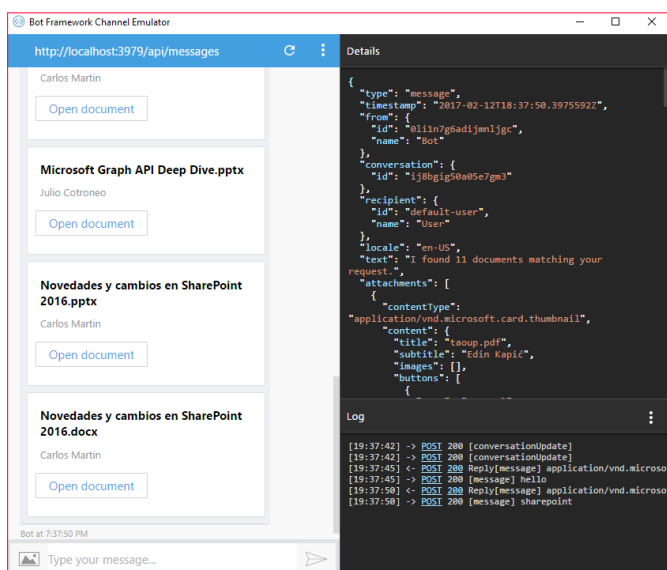 Bot Framework Channel Emulator
http://localhost:3979/api/messages
Carlos Martin
Open document
Microsoft Graph API Deep Dive.pptx
Julio Cotroneo
Open document
Novedades y cambios en SharePoint
2016.pptx
Carlos Martin
Open document
Novedades y cambios en SharePoint
2016.docx
Carlos Martin
Open document
Bot at 7:37:50 PM
Type your message...
Details
{
"type": "message",
"timestamp": "2017-02-12T18:37:50.3975592Z",
"from": {
"id": "0li1n7g6adijmnljgc",
"name": "Bot"
},
"conversation": {
"id": "ij8bgig50a05e7gm3"
},
"recipient": {
"id": "default-user",
"name": "User"
},
"locale": "en-US",
"text": "I found 11 documents matching your
request.",
"attachments": [
{
"contentType":
"application/vnd.microsoft.card.thumbnail",
"content": {
"title": "taoup.pdf",
"subtitle": "Edin Kapić",
"images": [],
"buttons": [
{
Log
[19:37:42] -> POST 200 [conversationUpdate]
[19:37:42] -> POST 200 [conversationUpdate]
[19:37:45] <- POST 200 Reply[message] application/vnd.microso
[19:37:45] -> POST 200 [message] hello
[19:37:50] <- POST 200 Reply[message] application/vnd.microso
[19:37:50] -> POST 200 [message] sharepoint